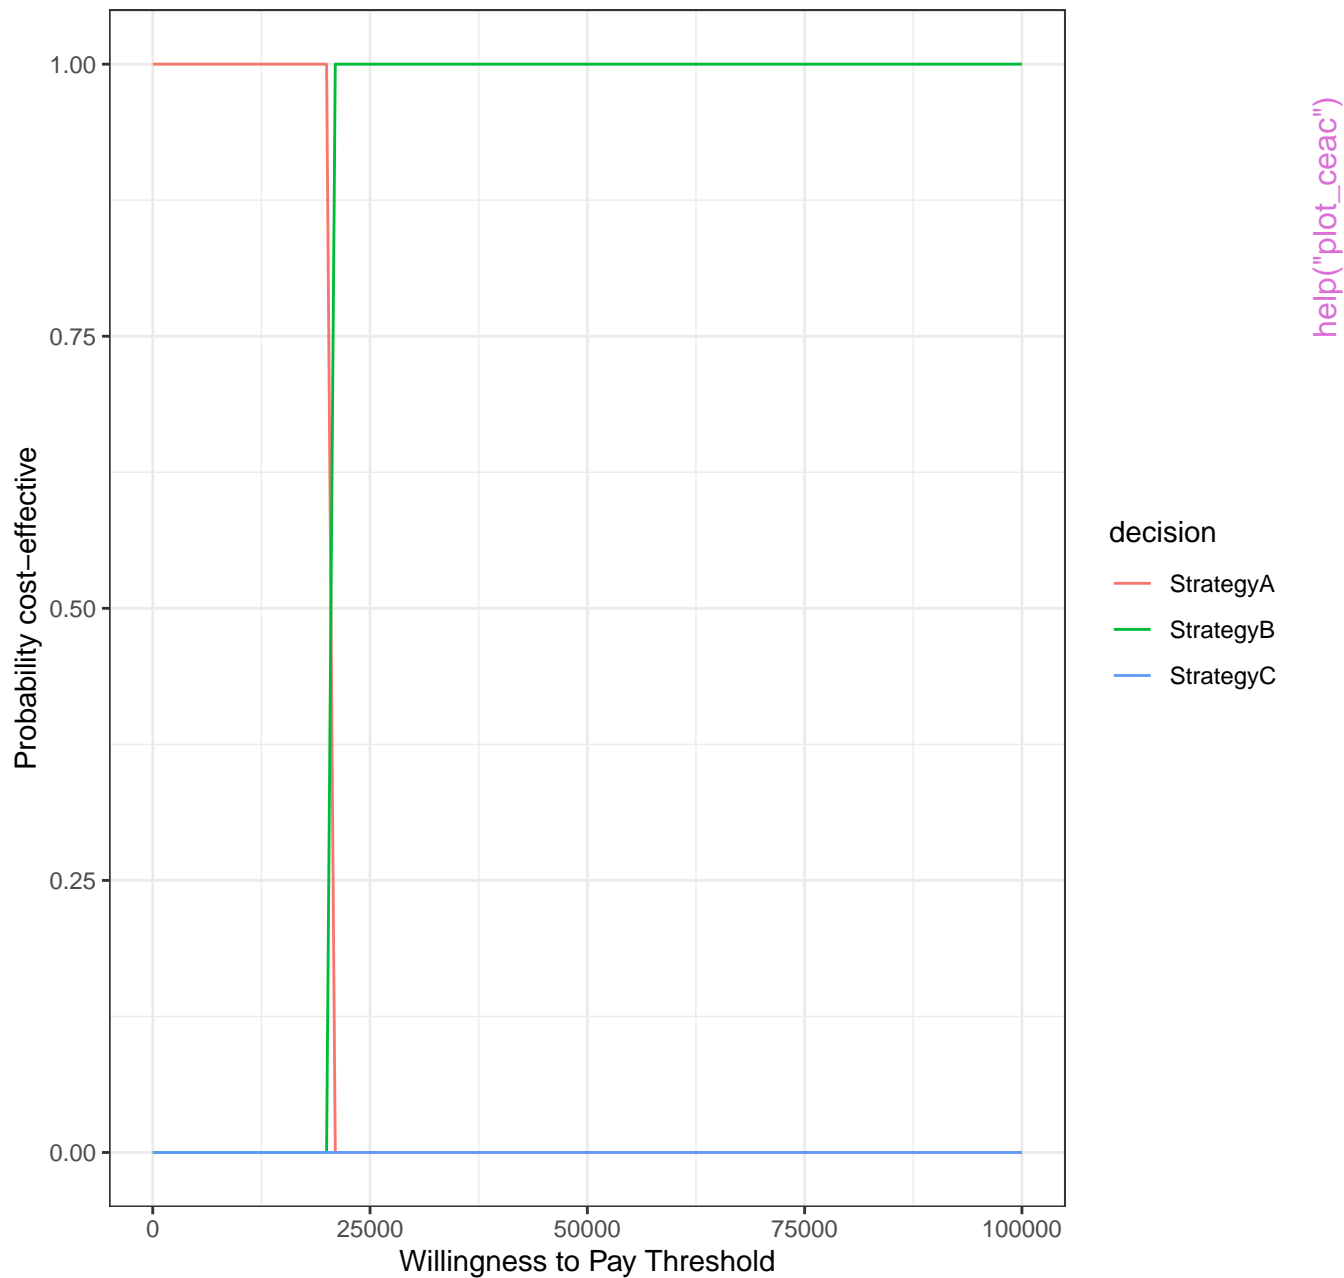 1.00
0.75
0.50
0.25
0.00
Probability cost−effective
0 25000 50000 75000 100000
Willingness to Pay Threshold
decision
StrategyA
StrategyB
StrategyC
help("plot_ceac")